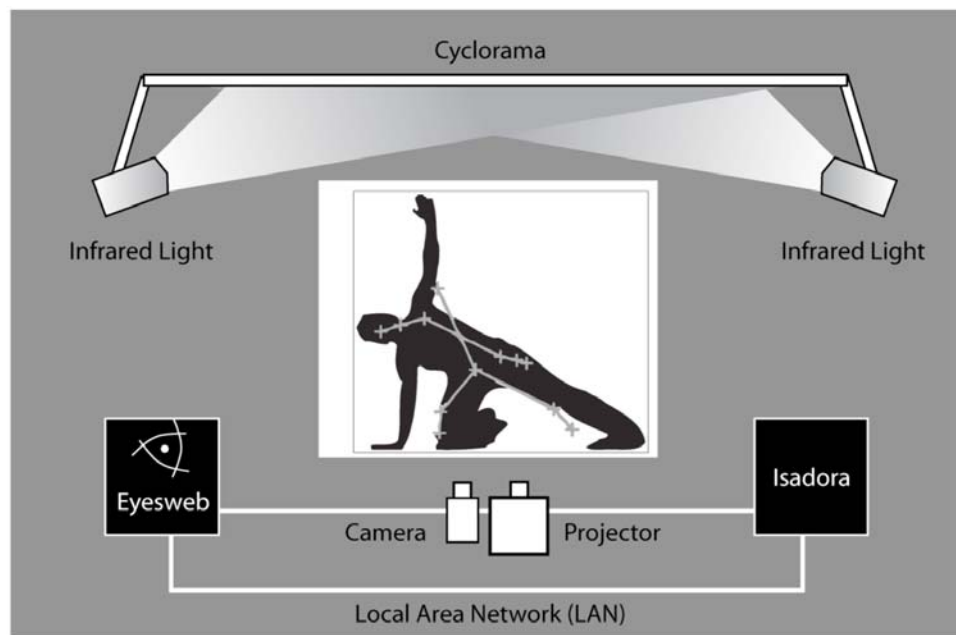 Cyclorama
Infrared Light
Infrared Light
Eyesweb
Isadora
Camera
Projector
Local Area Network (LAN)